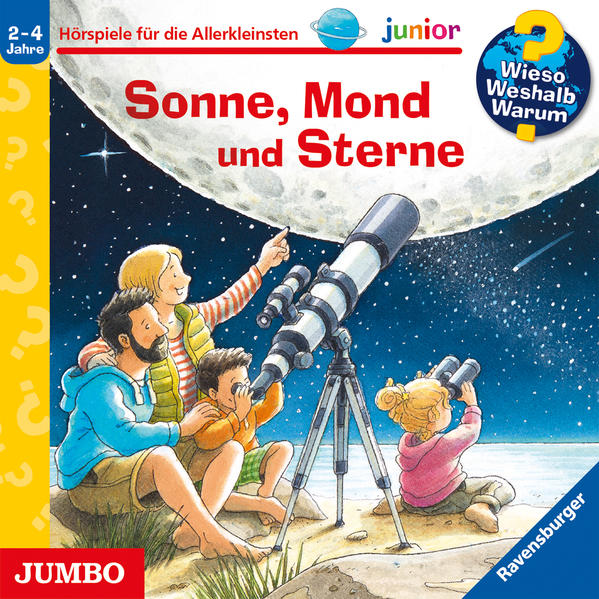 2-4
Jahre
Hörspiele für die Allerkleinsten
junior
?
Wieso
Weshalb
Warum
Sonne, Mond
und Sterne
JUMBO
Ravensburger